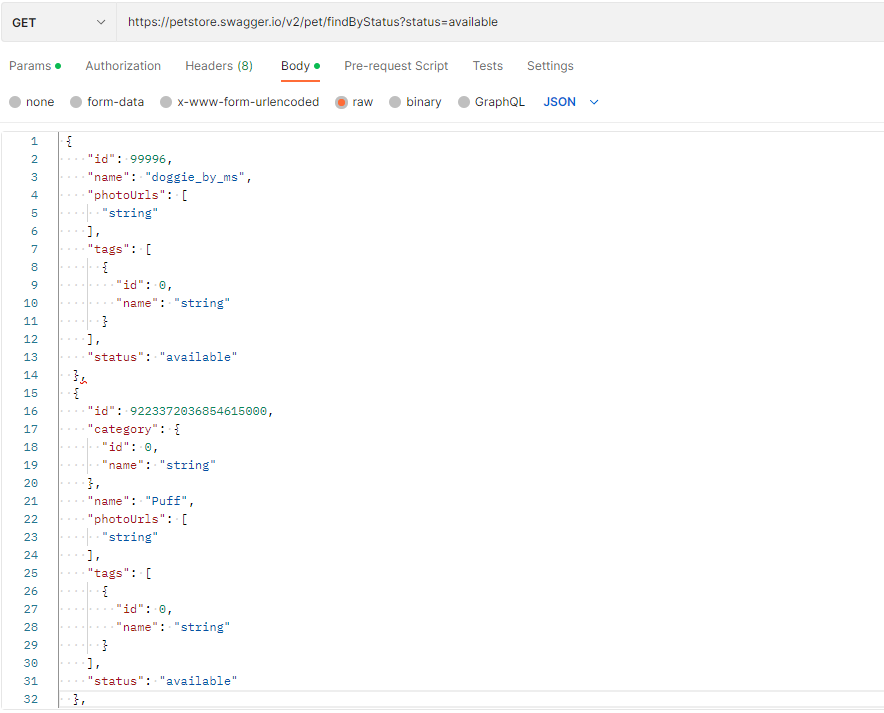 GET https://petstore.swagger.io/v2/pet/findByStatus?status=available
Params Authorization Headers (8) Body Pre-request Script Tests Settings
none form-data x-www-form-urlencoded raw binary GraphQL JSON
1 {
2 "id": 99996,
3 "name": "doggie_by_ms",
4 "photoUrls": [
5 "string"
6 ],
7 "tags": [
8 {
9 "id": 0,
10 "name": "string"
11 }
12 ],
13 "status": "available"
14 },
15 {
16 "id": 9223372036854615000,
17 "category": {
18 "id": 0,
19 "name": "string"
20 },
21 "name": "Puff",
22 "photoUrls": [
23 "string"
24 ],
25 "tags": [
26 {
27 "id": 0,
28 "name": "string"
29 }
30 ],
31 "status": "available"
32 },